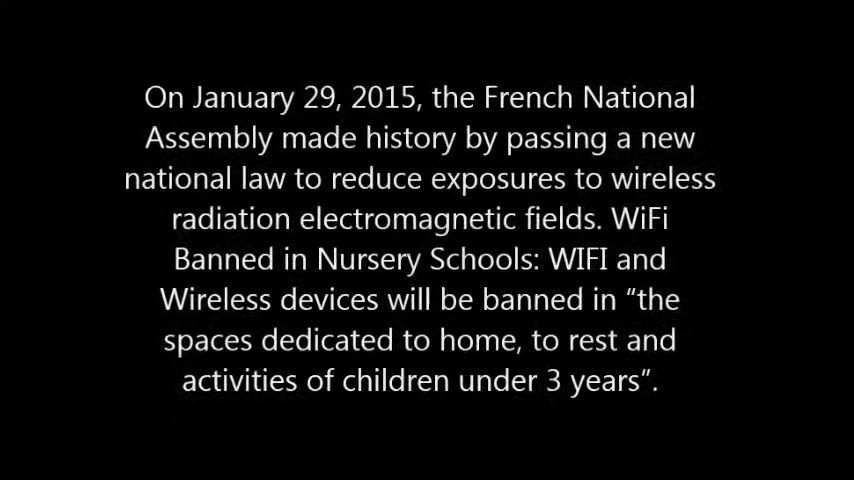 On January 29, 2015, the French National
Assembly made history by passing a new
national law to reduce exposures to wireless
radiation electromagnetic fields. WiFi
Banned in Nursery Schools: WIFI and
Wireless devices will be banned in “the
spaces dedicated to home, to rest and
activities of children under 3 years”.